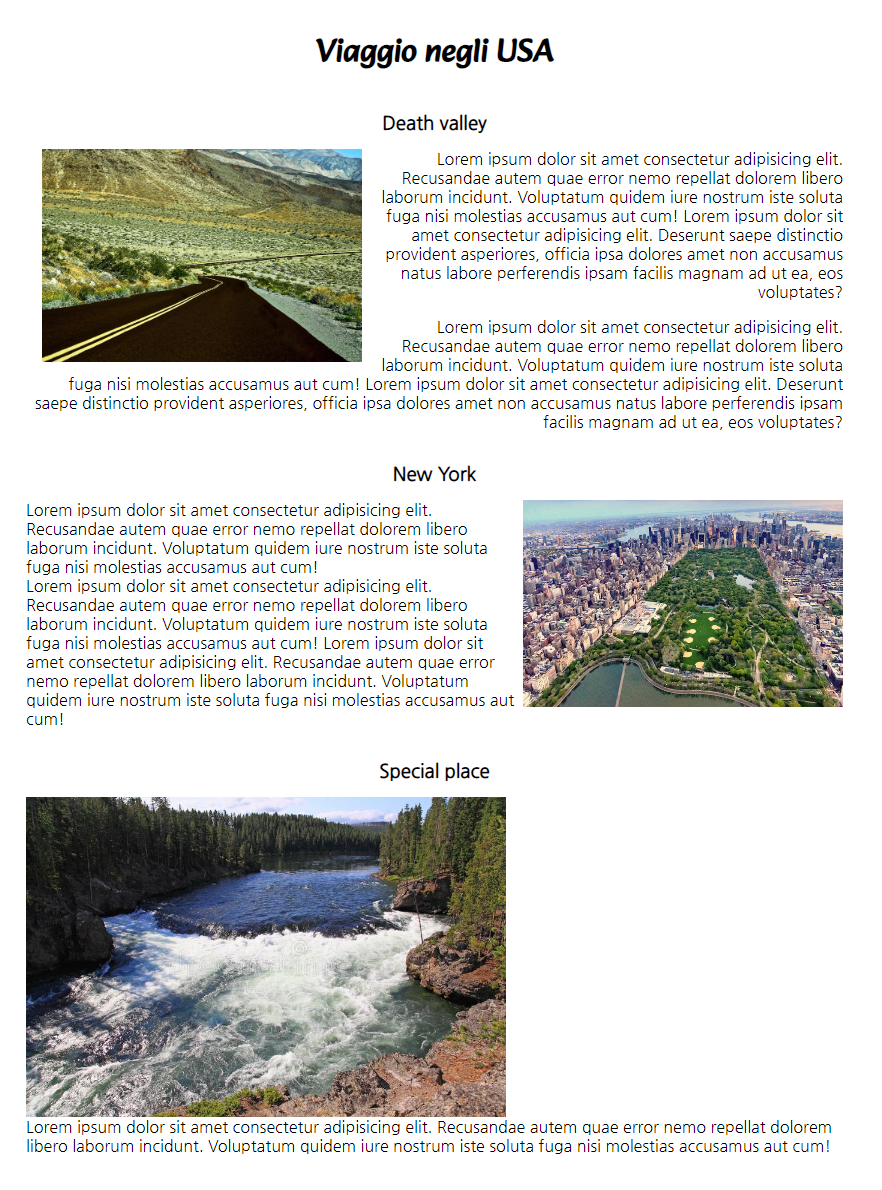 Viaggio negli USA
Death valley
Lorem ipsum dolor sit amet consectetur adipisicing elit.
Recusandae autem quae error nemo repellat dolorem libero
laborum incidunt. Voluptatum quidem iure nostrum iste soluta
fuga nisi molestias accusamus aut cum! Lorem ipsum dolor sit
amet consectetur adipisicing elit. Deserunt saepe distinctio
provident asperiores, officia ipsa dolores amet non accusamus
natus labore perferendis ipsam facilis magnam ad ut ea, eos
voluptates?
Lorem ipsum dolor sit amet consectetur adipisicing elit.
Recusandae autem quae error nemo repellat dolorem libero
laborum incidunt. Voluptatum quidem iure nostrum iste soluta
fuga nisi molestias accusamus aut cum! Lorem ipsum dolor sit amet consectetur adipisicing elit. Deserunt
saepe distinctio provident asperiores, officia ipsa dolores amet non accusamus natus labore perferendis ipsam
facilis magnam ad ut ea, eos voluptates?
New York
Lorem ipsum dolor sit amet consectetur adipisicing elit.
Recusandae autem quae error nemo repellat dolorem libero
laborum incidunt. Voluptatum quidem iure nostrum iste soluta
fuga nisi molestias accusamus aut cum!
Lorem ipsum dolor sit amet consectetur adipisicing elit.
Recusandae autem quae error nemo repellat dolorem libero
laborum incidunt. Voluptatum quidem iure nostrum iste soluta
fuga nisi molestias accusamus aut cum! Lorem ipsum dolor sit
amet consectetur adipisicing elit. Recusandae autem quae error
nemo repellat dolorem libero laborum incidunt. Voluptatum
quidem iure nostrum iste soluta fuga nisi molestias accusamus aut
cum!
Special place
Lorem ipsum dolor sit amet consectetur adipisicing elit. Recusandae autem quae error nemo repellat dolorem
libero laborum incidunt. Voluptatum quidem iure nostrum iste soluta fuga nisi molestias accusamus aut cum!